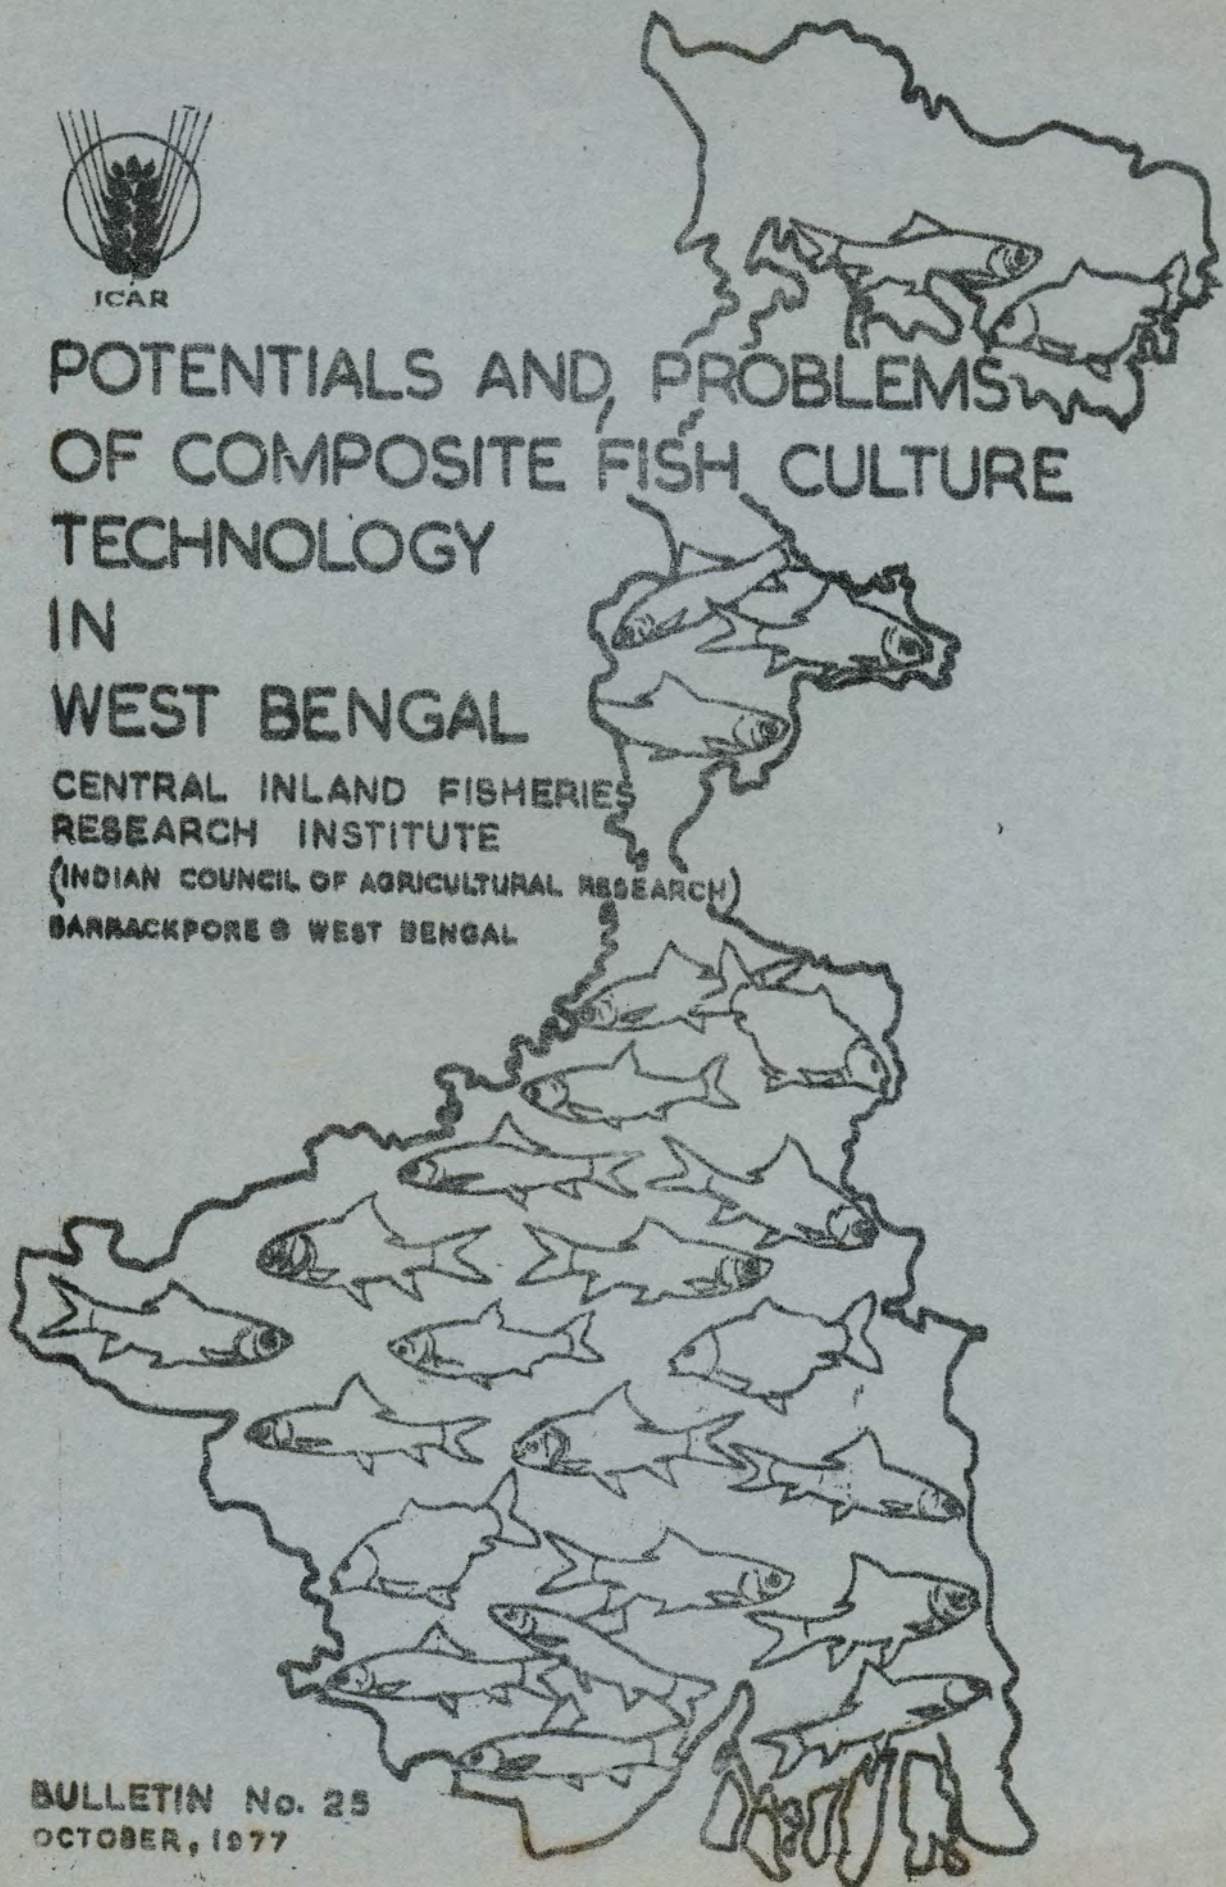 ICAR
POTENTIALS AND PROBLEMS
OF COMPOSITE FISH CULTURE
TECHNOLOGY
IN
WEST BENGAL
CENTRAL INLAND FISHERIES
RESEARCH INSTITUTE
(INDIAN COUNCIL OF AGRICULTURAL RESEARCH)
BARRACKPORE @ WEST BENGAL
BULLETIN No. 25
OCTOBER, 1977